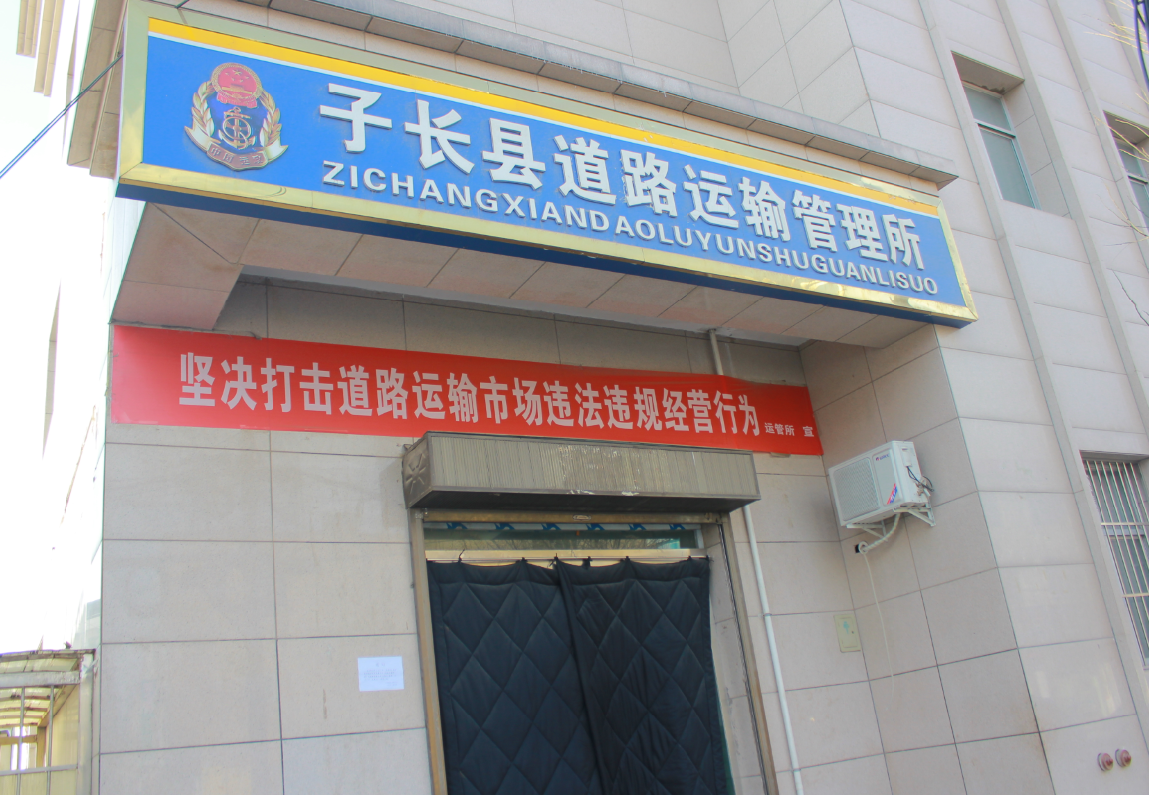 子长县道路运输管理所
ZICHANGXIANDAOLUYUNSHUGUANLISUO
坚决打击道路运输市场违法违规经营行为 运管所 宣